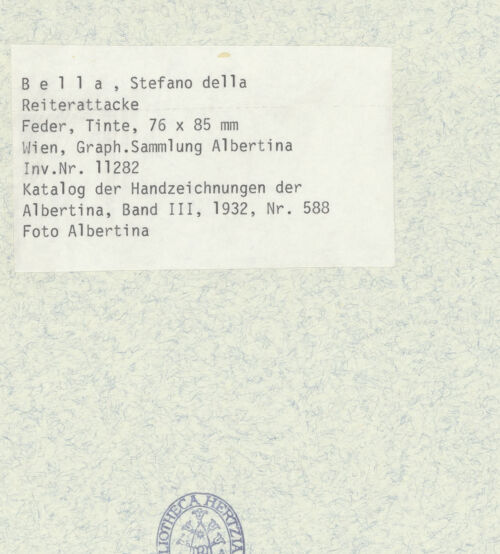 B e l l a , Stefano della
Reiterattacke
Feder, Tinte, 76 x 85 mm
Wien, Graph.Sammlung Albertina
Inv.Nr. 11282
Katalog der Handzeichnungen der
Albertina, Band III, 1932, Nr. 588
Foto Albertina
BIBLIOTHECA HERTZIA